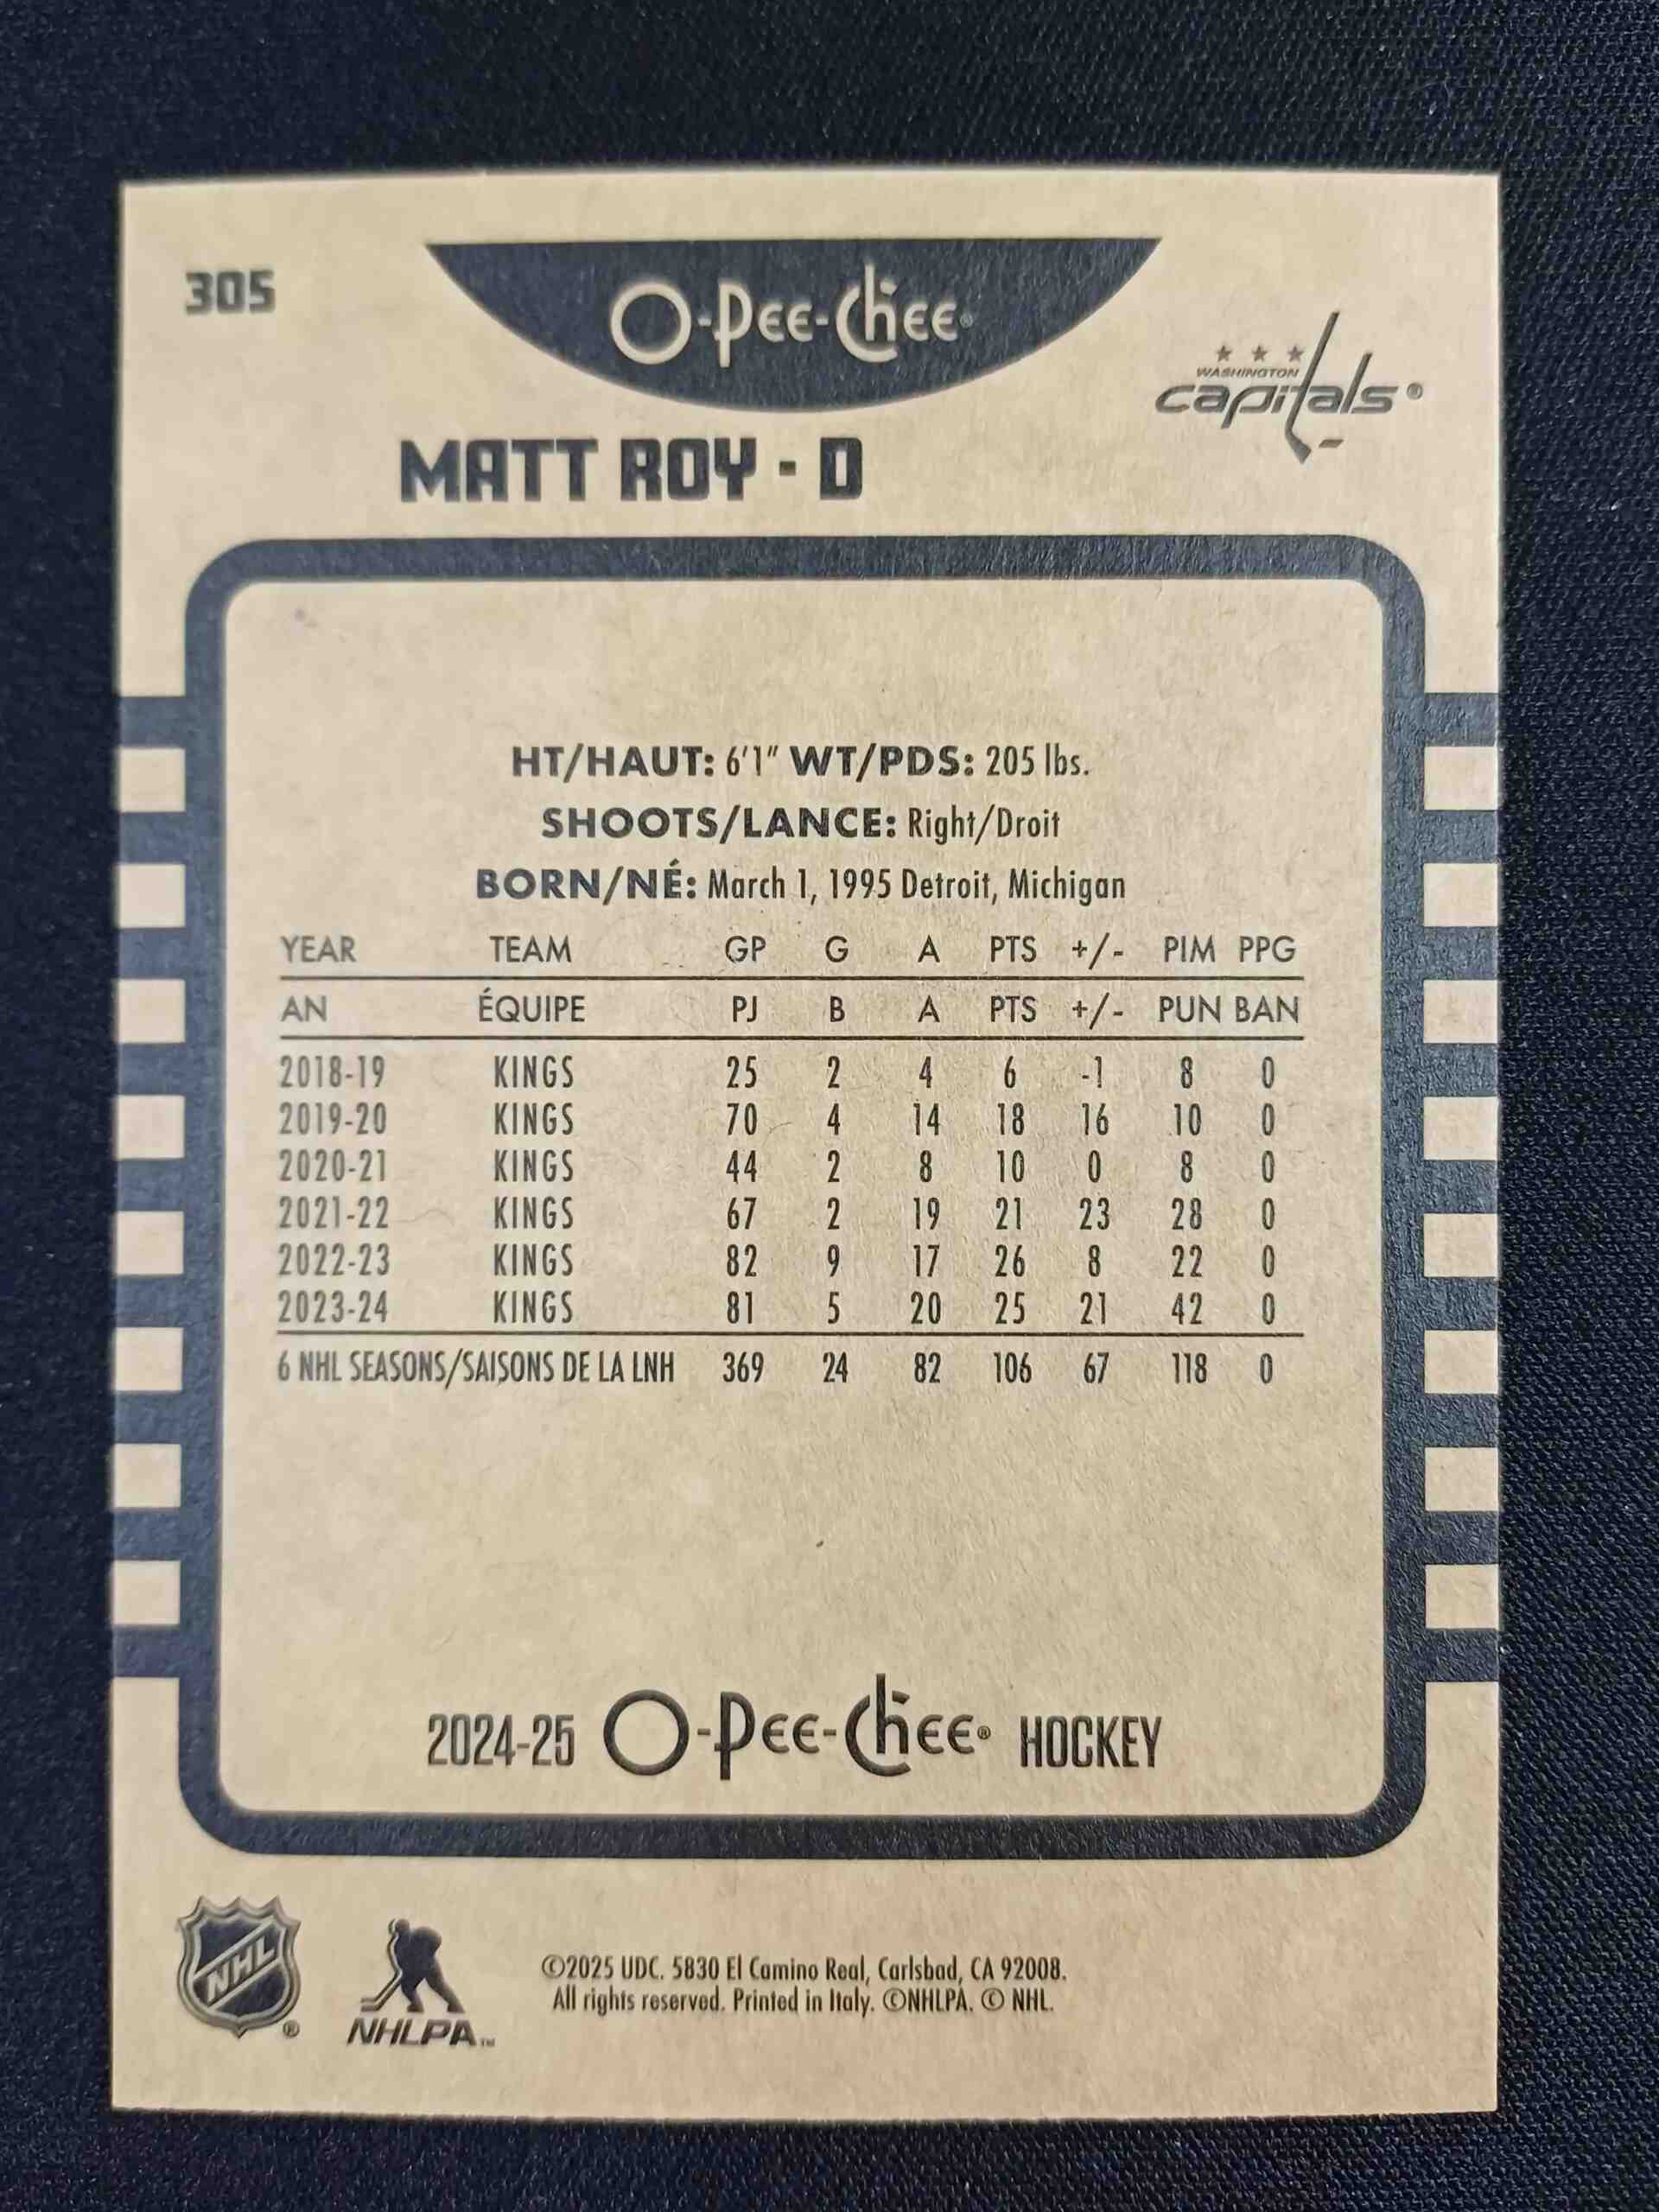 305
O-Pee-Chee®
WASHINGTON
capitals®
MATT ROY - D
HT/HAUT: 6'1" WT/PDS: 205 lbs.
SHOOTS/LANCE: Right/Droit
BORN/NÉ: March 1, 1995 Detroit, Michigan
YEAR TEAM GP G A PTS +/- PIM PPG
AN ÉQUIPE PJ B A PTS +/- PUN BAN
2018-19 KINGS 25 2 4 6 -1 8 0
2019-20 KINGS 70 4 14 18 16 10 0
2020-21 KINGS 44 2 8 10 0 8 0
2021-22 KINGS 67 2 19 21 23 28 0
2022-23 KINGS 82 9 17 26 8 22 0
2023-24 KINGS 81 5 20 25 21 42 0
6 NHL SEASONS/SAISONS DE LA LNH 369 24 82 106 67 118 0
2024-25 O-Pee-Chee® HOCKEY
NHL®
NHLPA™
©2025 UDC. 5830 El Camino Real, Carlsbad, CA 92008.
All rights reserved. Printed in Italy. ©NHLPA. © NHL.